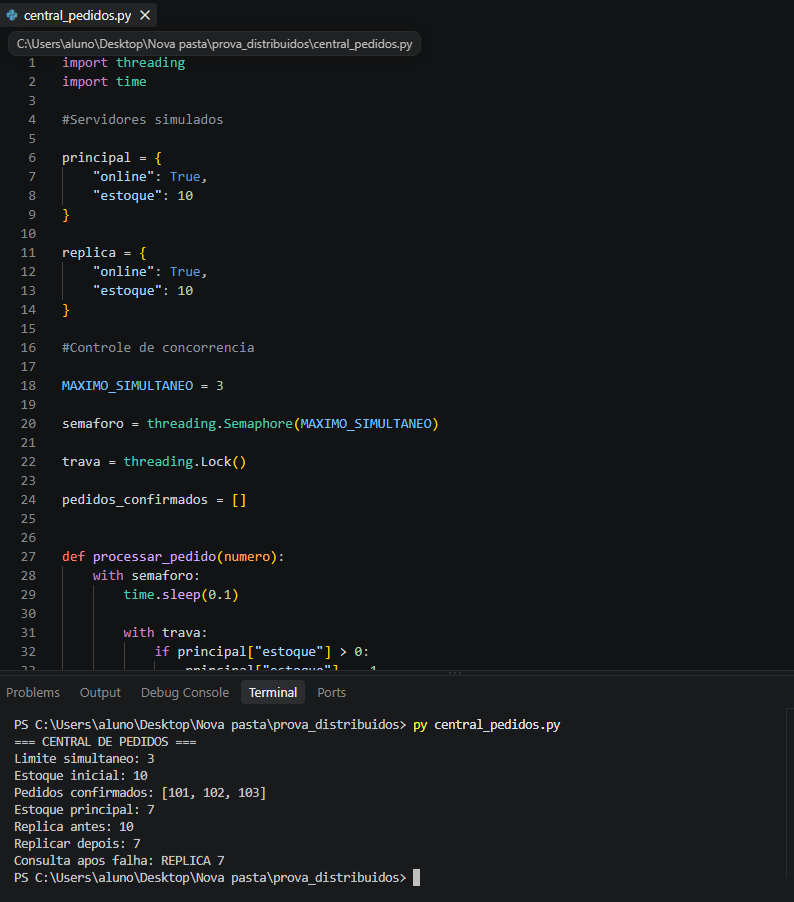 central_pedidos.py
C:\Users\aluno\Desktop\Nova pasta\prova_distribuidos\central_pedidos.py
1 import threading
2 import time
3
4 #Servidores simulados
5
6 principal = {
7     "online": True,
8     "estoque": 10
9 }
10
11 replica = {
12     "online": True,
13     "estoque": 10
14 }
15
16 #Controle de concorrencia
17
18 MAXIMO_SIMULTANEO = 3
19
20 semaforo = threading.Semaphore(MAXIMO_SIMULTANEO)
21
22 trava = threading.Lock()
23
24 pedidos_confirmados = []
25
26
27 def processar_pedido(numero):
28     with semaforo:
29         time.sleep(0.1)
30
31         with trava:
32             if principal["estoque"] > 0:
33                 principal["estoque"] 1
Problems Output Debug Console Terminal Ports
PS C:\Users\aluno\Desktop\Nova pasta\prova_distribuidos> py central_pedidos.py
=== CENTRAL DE PEDIDOS ===
Limite simultaneo: 3
Estoque inicial: 10
Pedidos confirmados: [101, 102, 103]
Estoque principal: 7
Replica antes: 10
Replicar depois: 7
Consulta apos falha: REPLICA 7
PS C:\Users\aluno\Desktop\Nova pasta\prova_distribuidos>